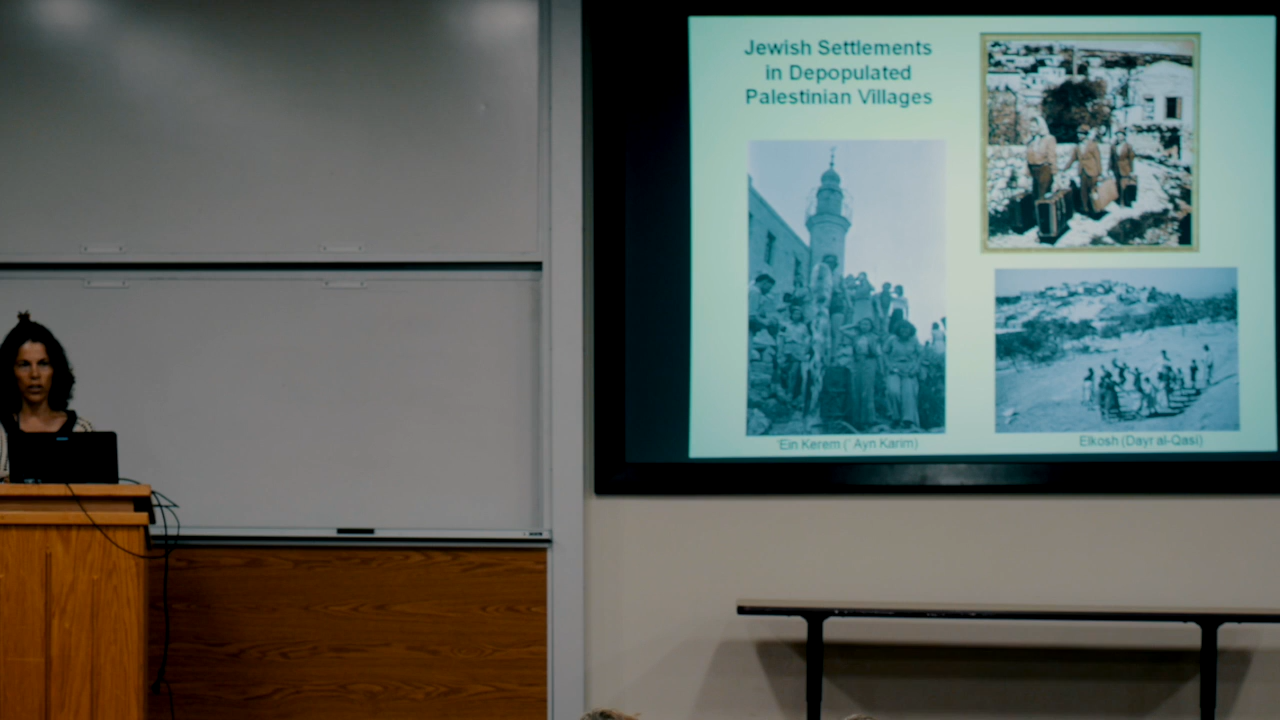 Jewish Settlements
in Depopulated
Palestinian Villages
'Ein Kerem (' Ayn Karim)
Elkosh (Dayr al-Qasi)